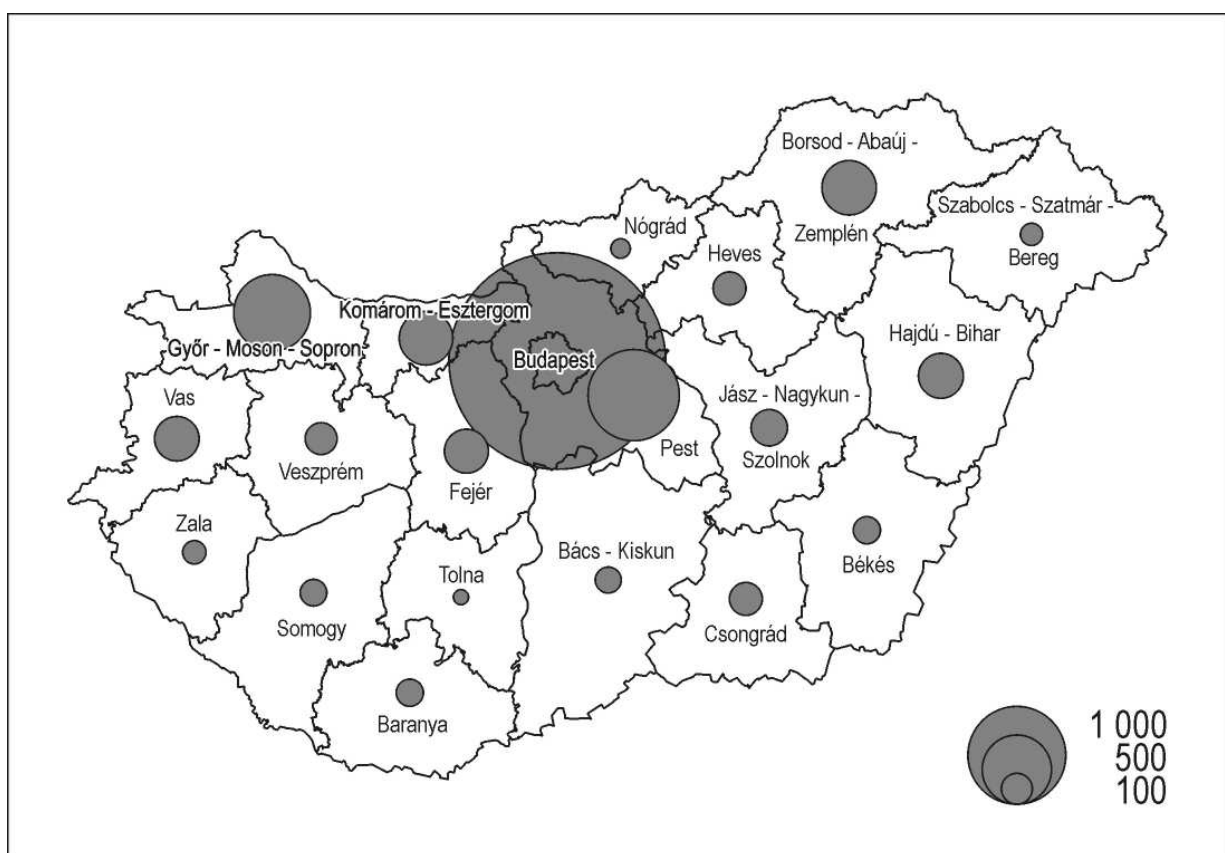 Borsod - Abaúj -
Zemplén
Szabolcs - Szatmár -
Bereg
Nógrád
Heves
Komárom - Esztergom
Győr - Moson - Sopron
Budapest
Hajdú - Bihar
Vas
Veszprém
Jász - Nagykun -
Szolnok
Pest
Fejér
Zala
Somogy
Tolna
Bács - Kiskun
Békés
Csongrád
Baranya
1 000
500
100